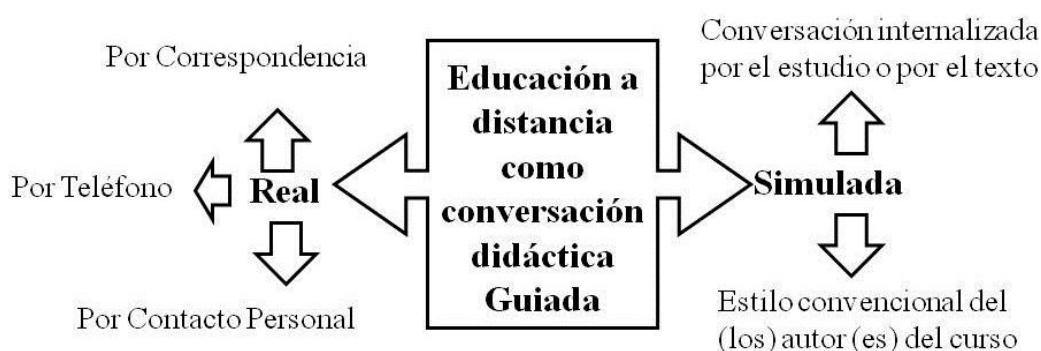 Por Correspondencia
Por Teléfono
Real
Por Contacto Personal
Educación a
distancia
como
conversación
didáctica
Guiada
Conversación internalizada
por el estudio o por el texto
Simulada
Estilo convencional del
(los) autor (es) del curso